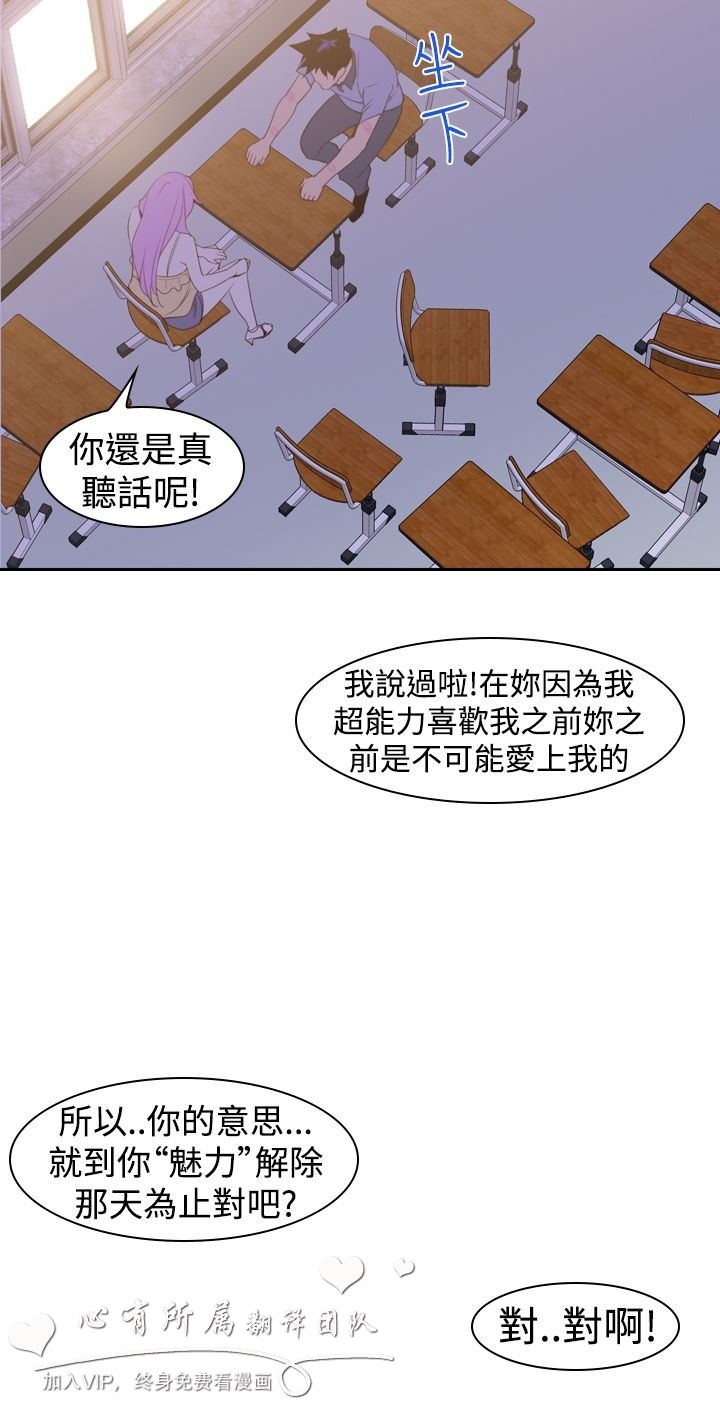 坐下
你還是真
聽話呢!
我說過啦!在妳因為我
超能力喜歡我之前妳之
前是不可能愛上我的
所以..你的意思...
就到你“魅力”解除
那天為止對吧?
對..對啊!
心有所属翻译团队
加入VIP，终身免费看漫画